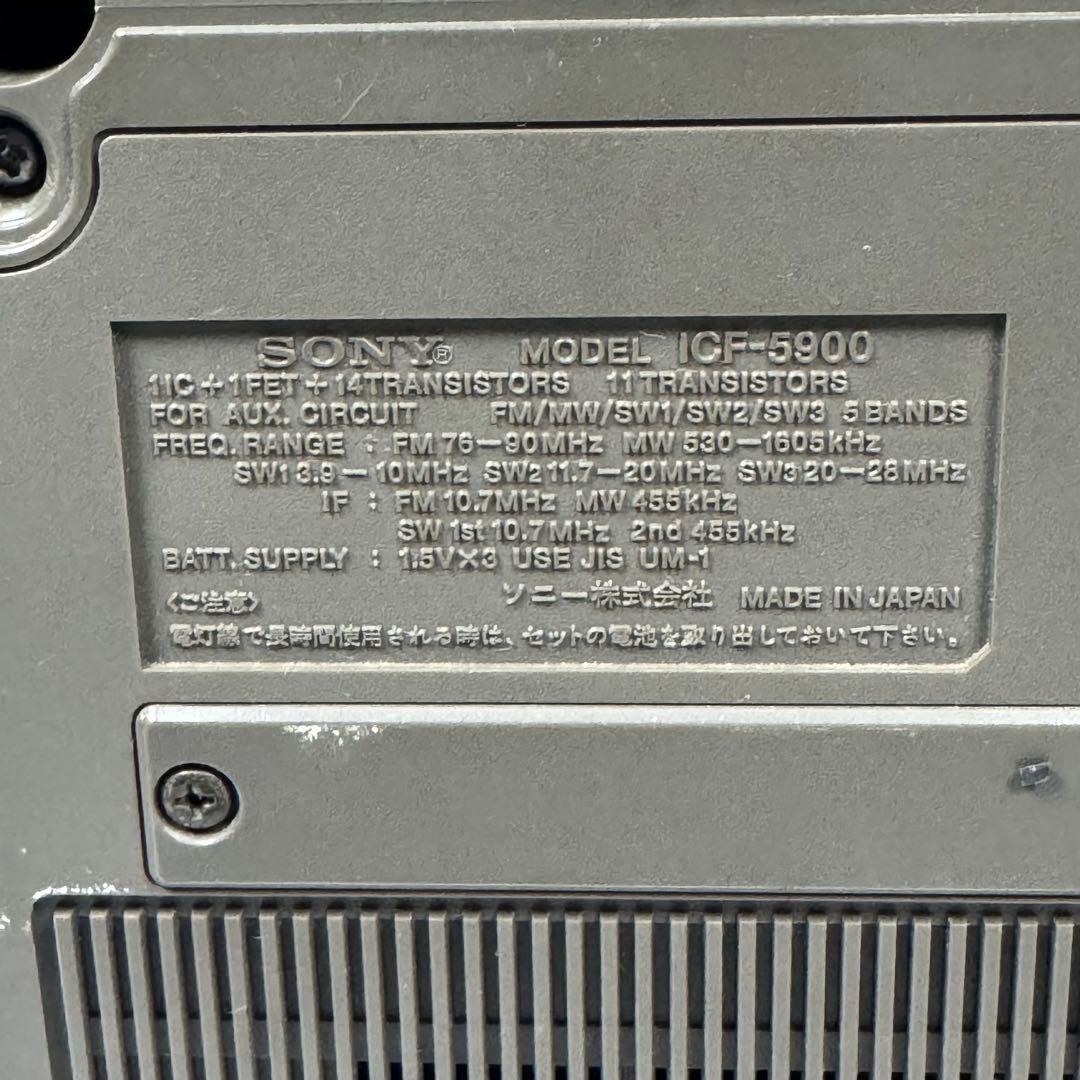 SONY® MODEL ICF-5900
1IC+1FET+14TRANSISTORS 11TRANSISTORS
FOR AUX. CIRCUIT FM/MW/SW1/SW2/SW3 5BANDS
FREQ. RANGE : FM 76-90MHz MW 530-1605kHz
SW1 3.9-10MHz SW2 11.7-20MHz SW3 20-28MHz
IF : FM 10.7MHz MW 455kHz
SW 1st 10.7MHz 2nd 455kHz
BATT. SUPPLY : 1.5V×3 USE JIS UM-1
〈ご注意〉 ソニー株式会社 MADE IN JAPAN
電灯線で長時間使用される時は、セットの電池を取り出しておいて下さい。